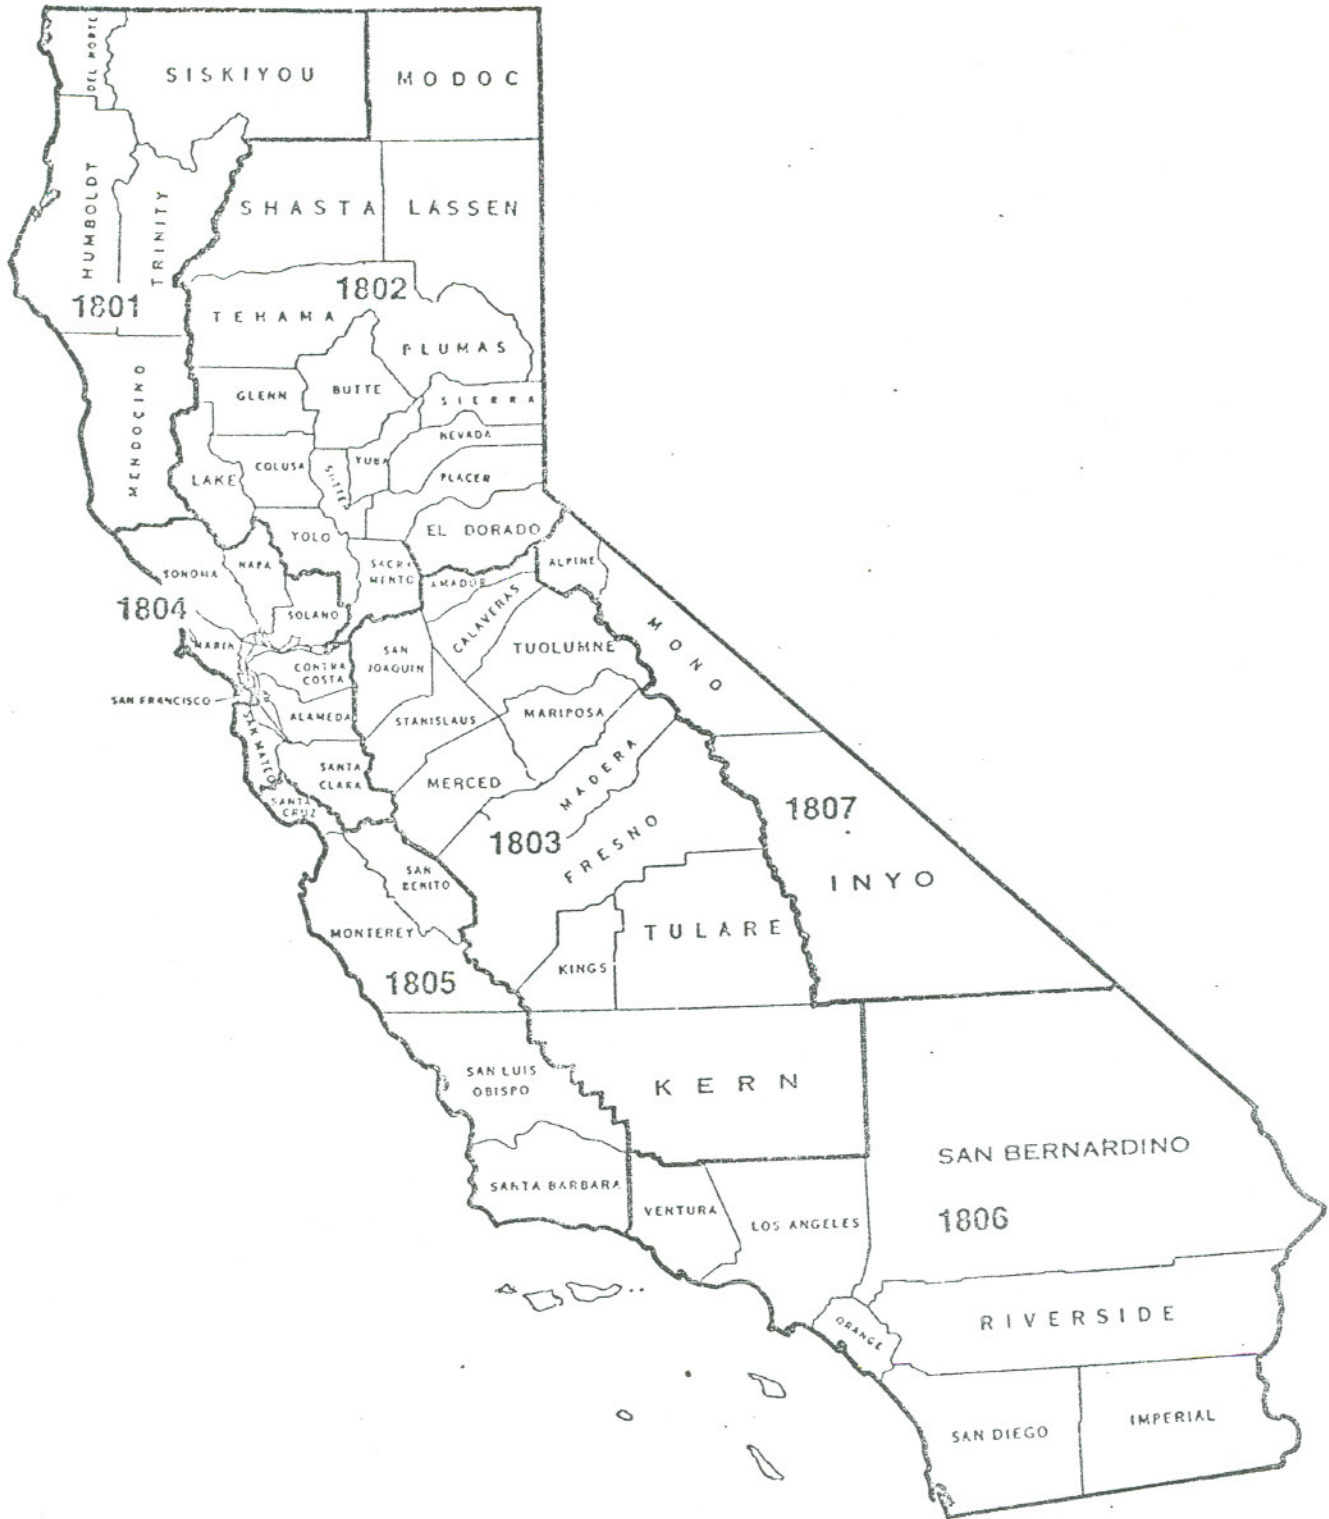 DEL NORTE
SISKIYOU
MODOC
HUMBOLDT
TRINITY
SHASTA
LASSEN
1801
1802
TEHAMA
PLUMAS
MENDOCINO
GLENN
BUTTE
SIERRA
NEVADA
LAKE
COLUSA
SUTTE
YUBA
PLACER
YOLO
EL DORADO
SONOMA
NAPA
SACRA
MENTO
AMADOR
ALPINE
1804
SOLANO
CALAVERAS
MONO
MARIN
SAN
JOAQUIN
TUOLUMNE
CONTRA
COSTA
SAN FRANCISCO
ALAMEDA
STANISLAUS
MARIPOSA
SAN MATEO
SANTA
CLARA
MERCED
MADERA
SANTA
CRUZ
1803
FRESNO
1807
SAN
BENITO
INYO
MONTEREY
TULARE
KINGS
1805
SAN LUIS
OBISPO
KERN
SANTA BARBARA
VENTURA
LOS ANGELES
SAN BERNARDINO
1806
ORANGE
RIVERSIDE
SAN DIEGO
IMPERIAL